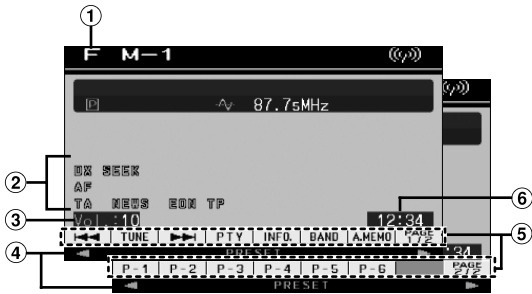 1
F M-1
P 87.75MHz
2
DX SEEK
AF
TA NEWS EON TP
6
3
Vol :10 12:34
TUNE PTY INFO. BAND A.MEMO PAGE 1/2
5
4
PRESET
:34
P-1 P-2 P-3 P-4 P-5 P-6 PAGE 2/2
PRESET